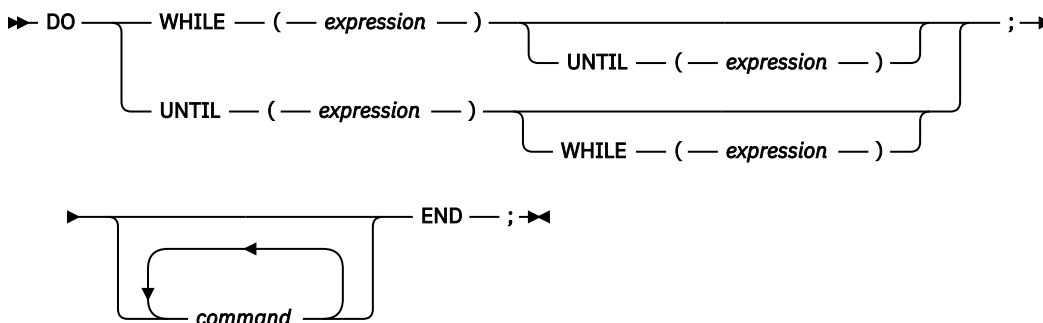 DO WHILE ( expression ) ;
UNTIL ( expression )
UNTIL ( expression )
WHILE ( expression )
END ;
command